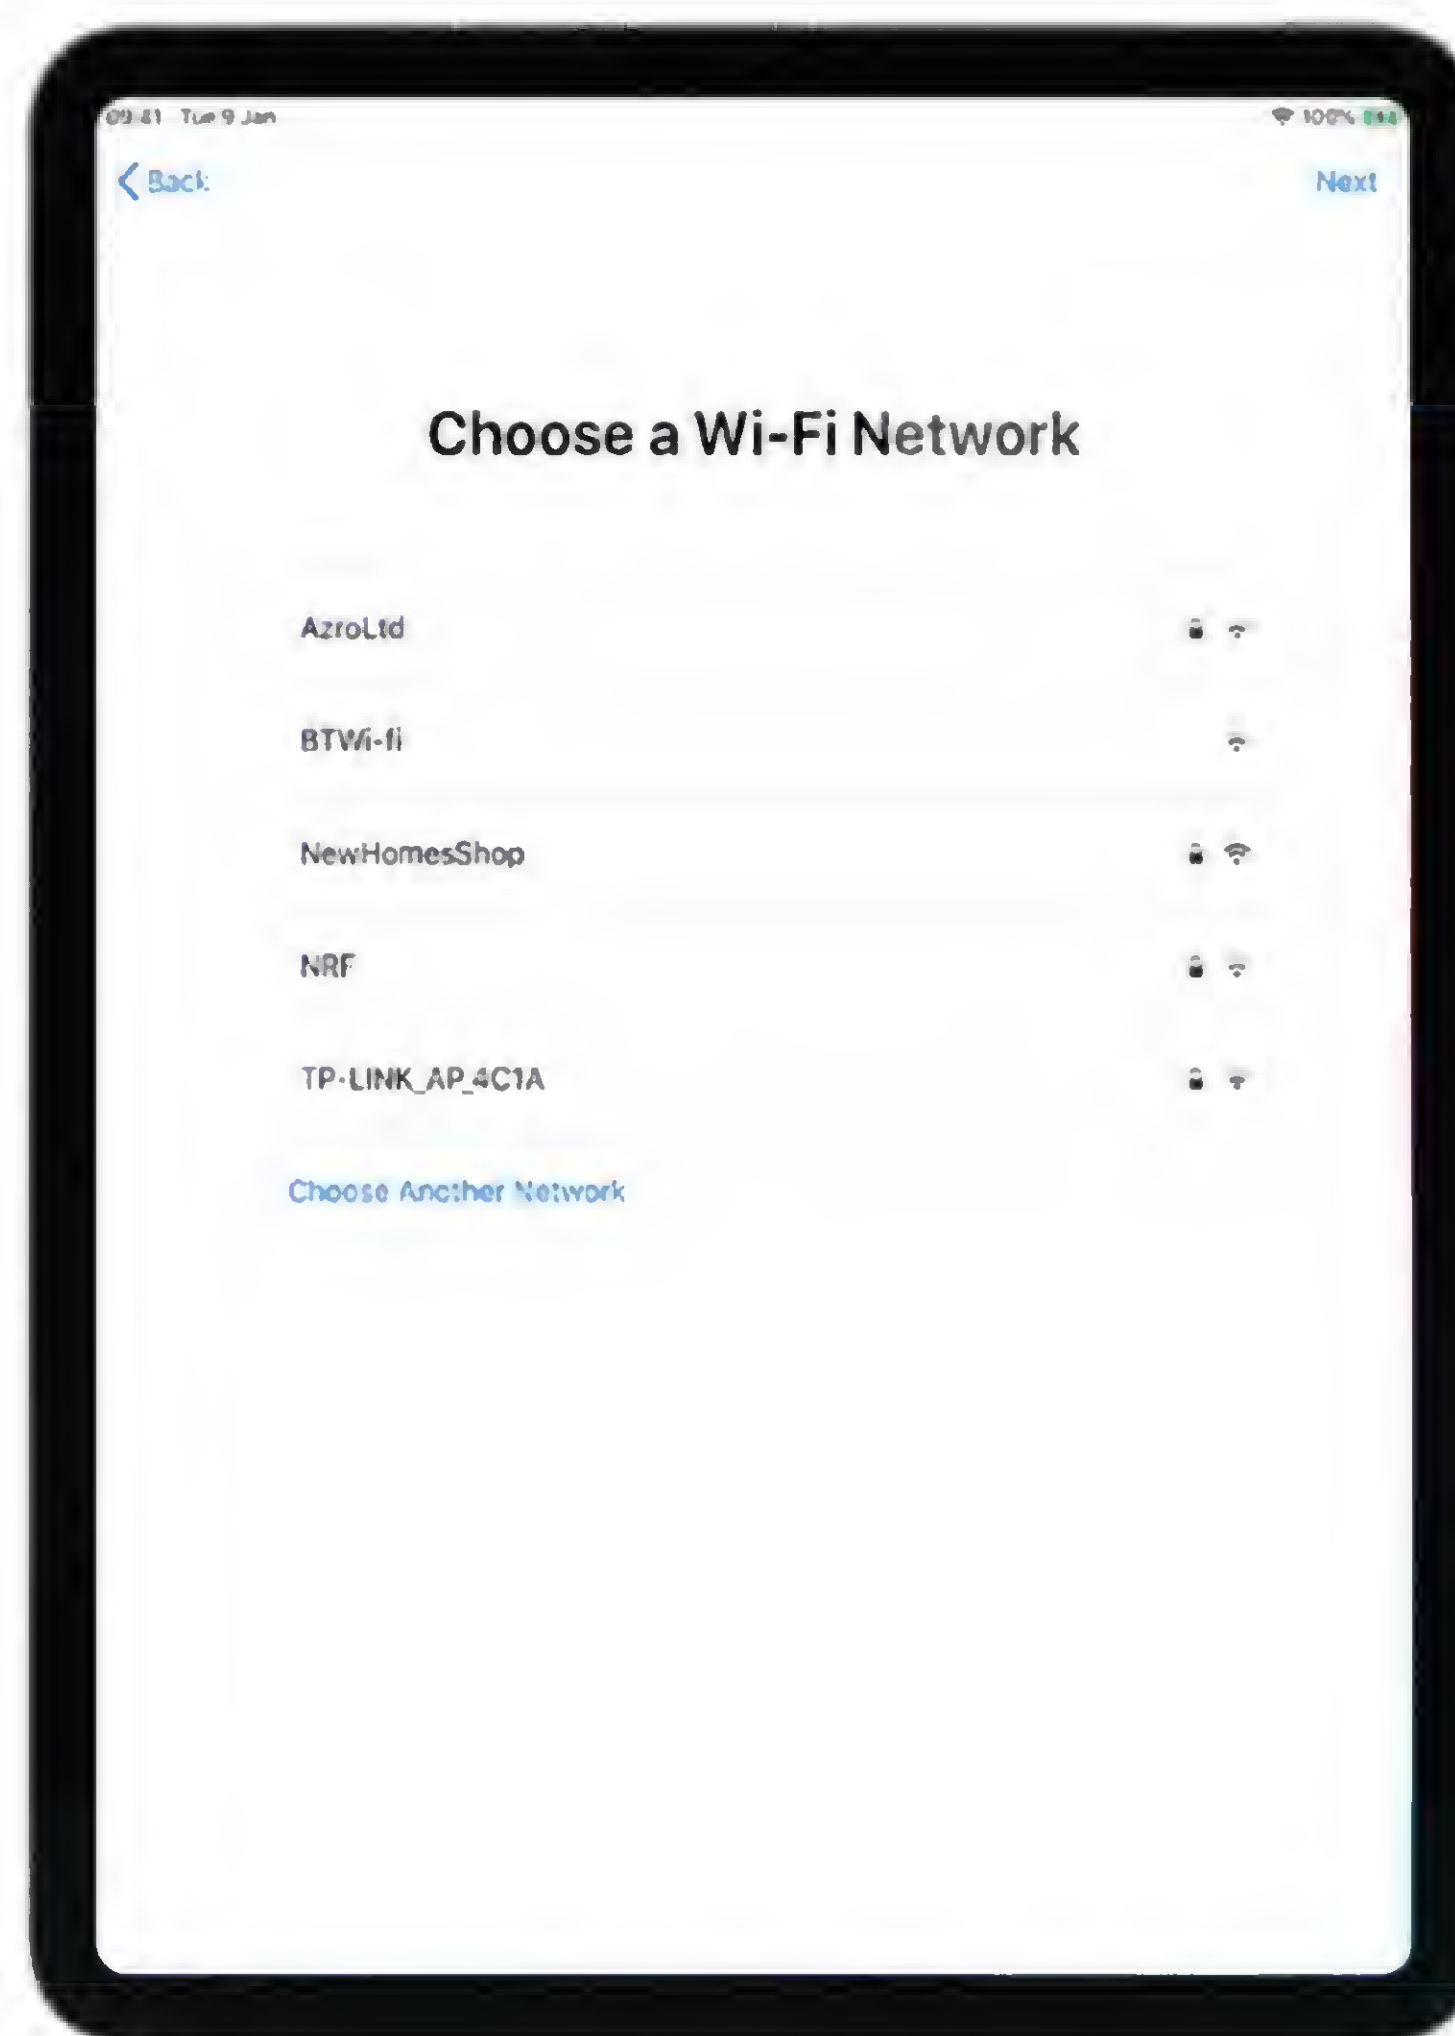 09:41 Tue 9 Jan 100%
Back Next
Choose a Wi-Fi Network
AzroLtd
BTWi-fi
NewHomesShop
NRF
TP-LINK_AP_4C1A
Choose Another Network